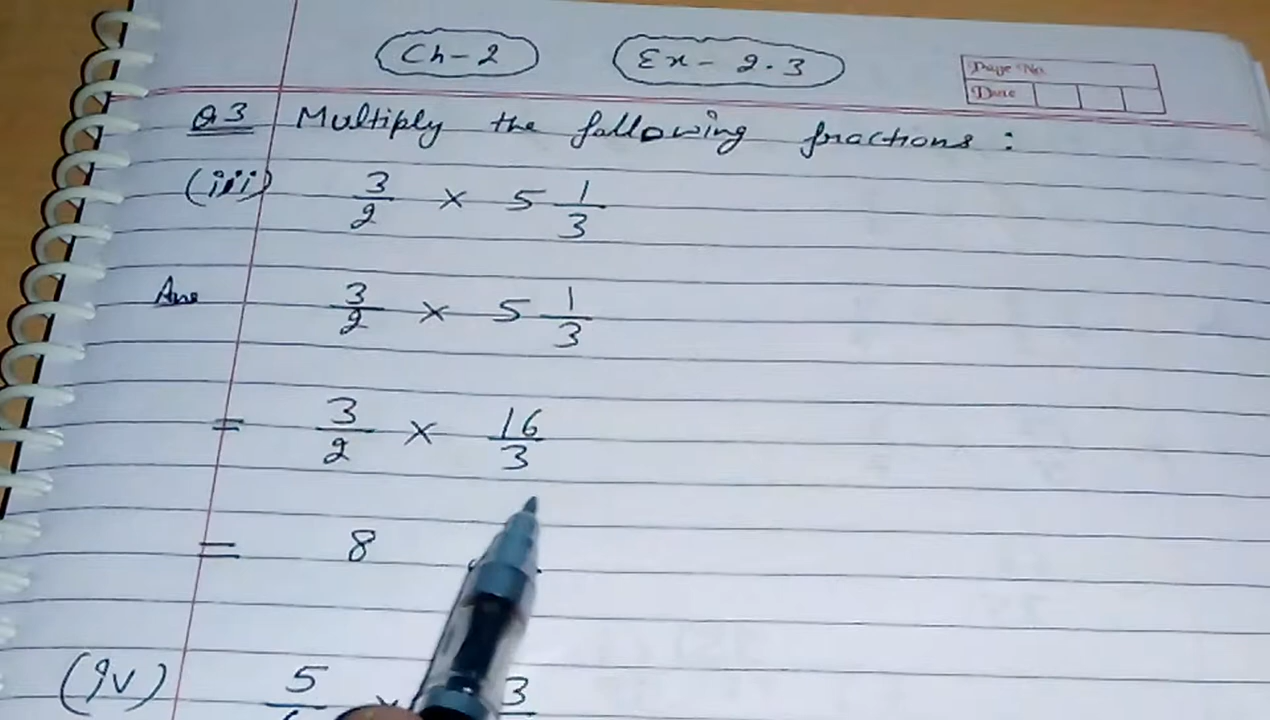 Ch-2 Ex-2.3
Page No.
Date
Q3 Multiply the following fractions:
(iii) 3/2 × 5 1/3
Ans 3/2 × 5 1/3
= 3/2 × 16/3
= 8
(iv) 5 × 3